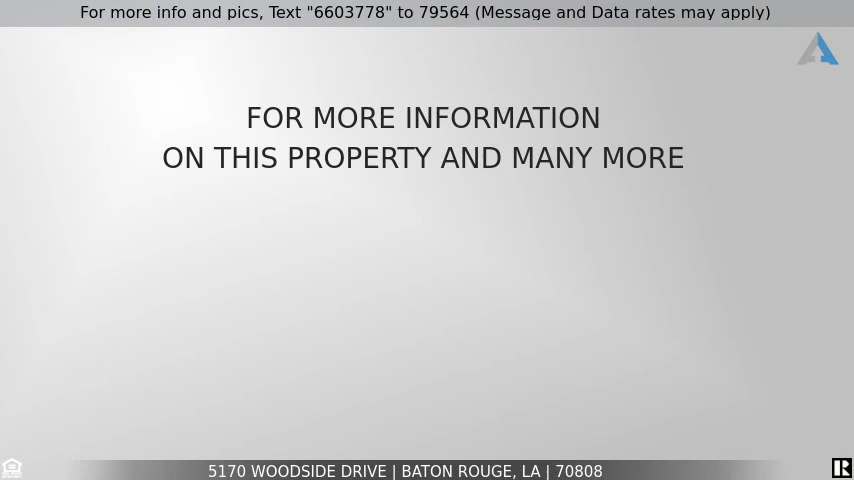 For more info and pics, Text "6603778" to 79564 (Message and Data rates may apply)
FOR MORE INFORMATION
ON THIS PROPERTY AND MANY MORE
5170 WOODSIDE DRIVE | BATON ROUGE, LA | 70808